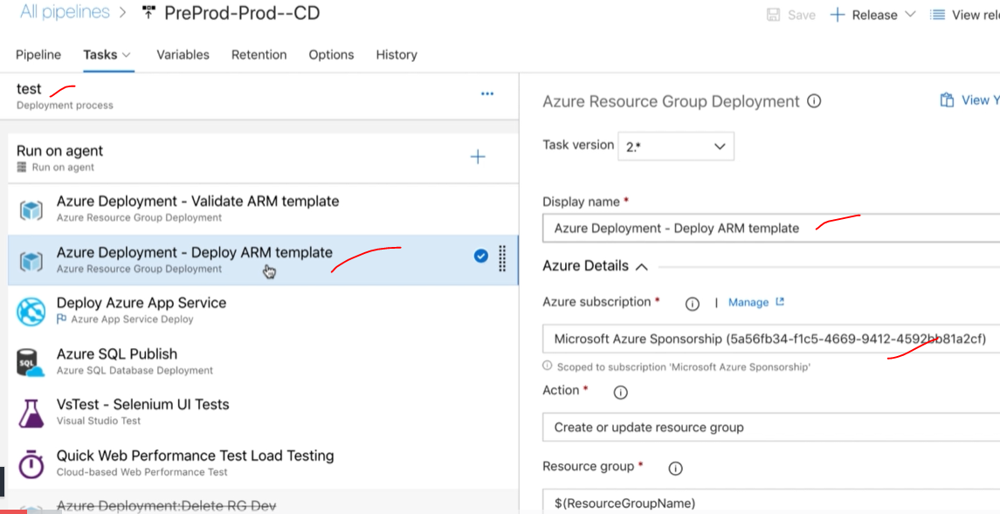 All pipelines > PreProd-Prod--CD
Save + Release View rel
Pipeline Tasks Variables Retention Options History
test
Deployment process
Run on agent
Run on agent
Azure Deployment - Validate ARM template
Azure Resource Group Deployment
Azure Deployment - Deploy ARM template
Azure Resource Group Deployment
Deploy Azure App Service
Azure App Service Deploy
SQL
Azure SQL Publish
Azure SQL Database Deployment
VsTest - Selenium UI Tests
Visual Studio Test
Quick Web Performance Test Load Testing
Cloud-based Web Performance Test
Azure Deployment:Delete RG Dev
Azure Resource Group Deployment
View Y
Task version 2.*
Display name *
Azure Deployment - Deploy ARM template
Azure Details
Azure subscription * | Manage
Microsoft Azure Sponsorship (5a56fb34-f1c5-4669-9412-4592bb81a2cf)
Scoped to subscription 'Microsoft Azure Sponsorship'
Action *
Create or update resource group
Resource group *
$(ResourceGroupName)